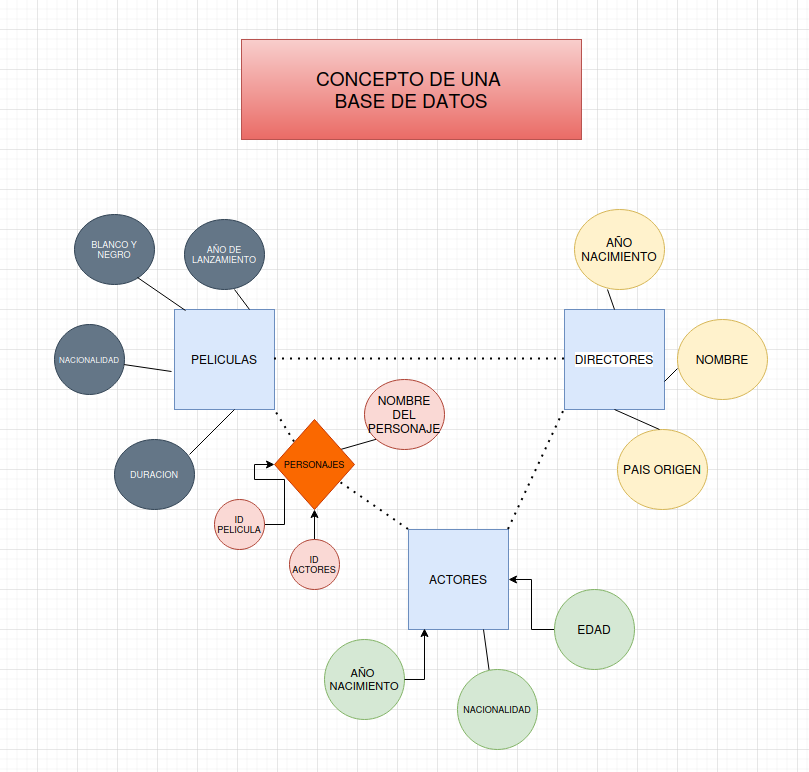 CONCEPTO DE UNA
BASE DE DATOS
BLANCO Y
NEGRO
AÑO DE
LANZAMIENTO
AÑO
NACIMIENTO
NACIONALIDAD
PELICULAS
DIRECTORES
NOMBRE
NOMBRE
DEL
PERSONAJE
DURACION
PERSONAJES
PAIS ORIGEN
ID
PELICULA
ID
ACTORES
ACTORES
EDAD
AÑO
NACIMIENTO
NACIONALIDAD